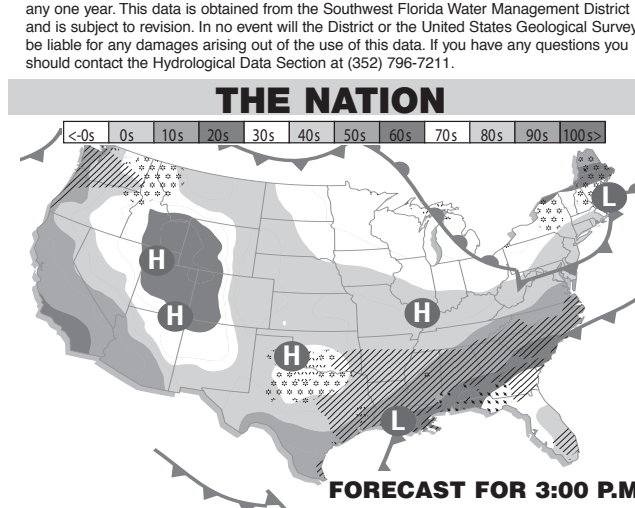 any one year. This data is obtained from the Southwest Florida Water Management District
and is subject to revision. In no event will the District or the United States Geological Survey
be liable for any damages arising out of the use of this data. If you have any questions you
should contact the Hydrological Data Section at (352) 796-7211.
THE NATION
<-0s 0s 10s 20s 30s 40s 50s 60s 70s 80s 90s 100s>
L
H
H
H
H
L
FORECAST FOR 3:00 P.M